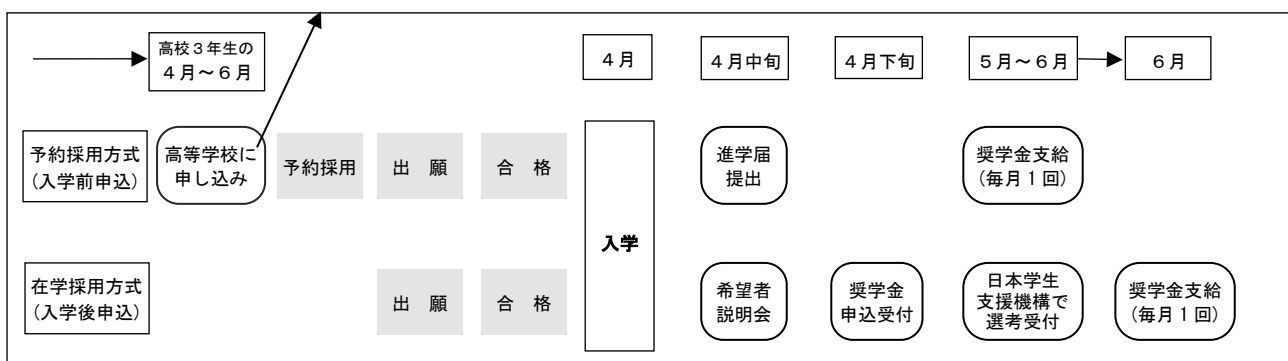 高校３年生の
４月～６月
４月
４月中旬
４月下旬
５月～６月
６月
予約採用方式
(入学前申込)
高等学校に
申し込み
予約採用
出　願
合　格
入学
進学届
提出
奨学金支給
(毎月１回)
在学採用方式
(入学後申込)
出　願
合　格
希望者
説明会
奨学金
申込受付
日本学生
支援機構で
選考受付
奨学金支給
(毎月１回)